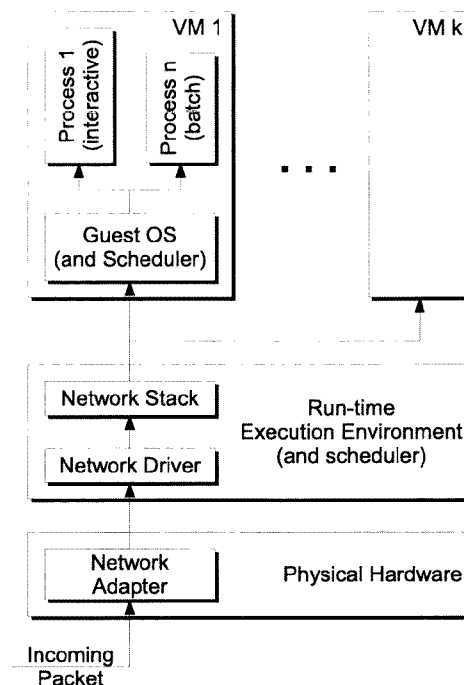 VM 1
VM k
Process 1
(interactive)
Process n
(batch)
. . .
Guest OS
(and Scheduler)
Network Stack
Network Driver
Run-time
Execution Environment
(and scheduler)
Network
Adapter
Physical Hardware
Incoming
Packet